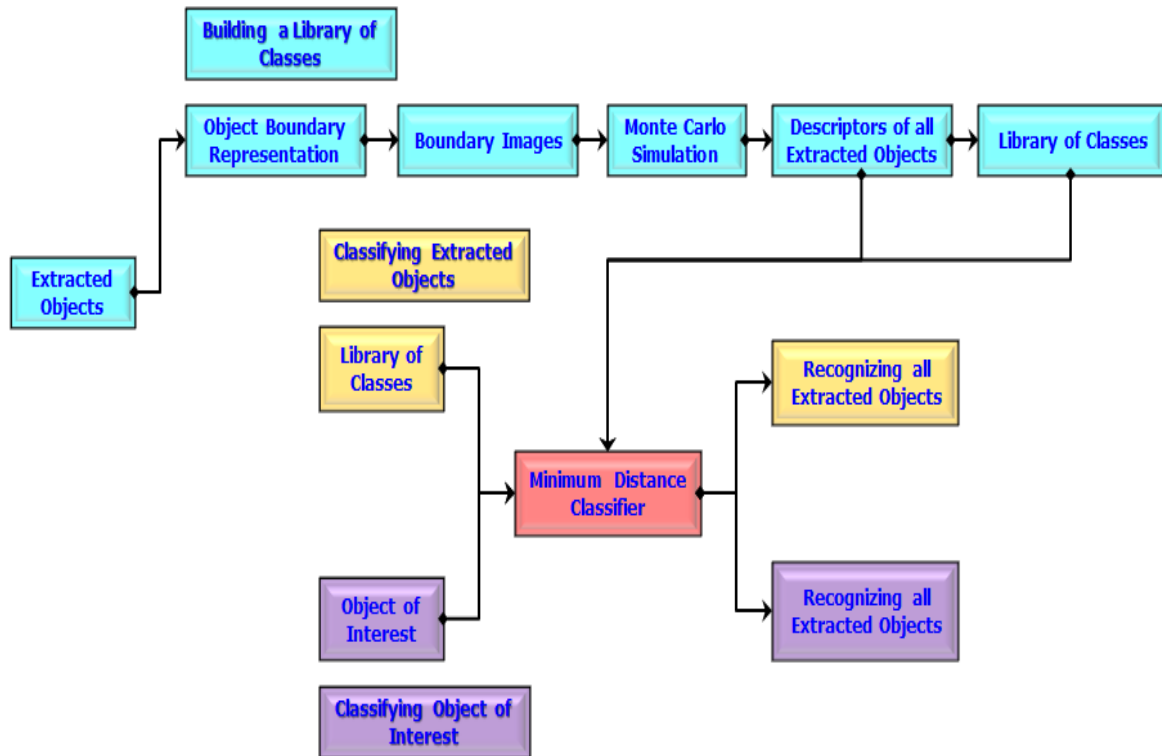 Building a Library of
Classes
Object Boundary
Representation
Boundary Images
Monte Carlo
Simulation
Descriptors of all
Extracted Objects
Library of Classes
Classifying Extracted
Objects
Extracted
Objects
Library of
Classes
Recognizing all
Extracted Objects
Minimum Distance
Classifier
Object of
Interest
Recognizing all
Extracted Objects
Classifying Object of
Interest